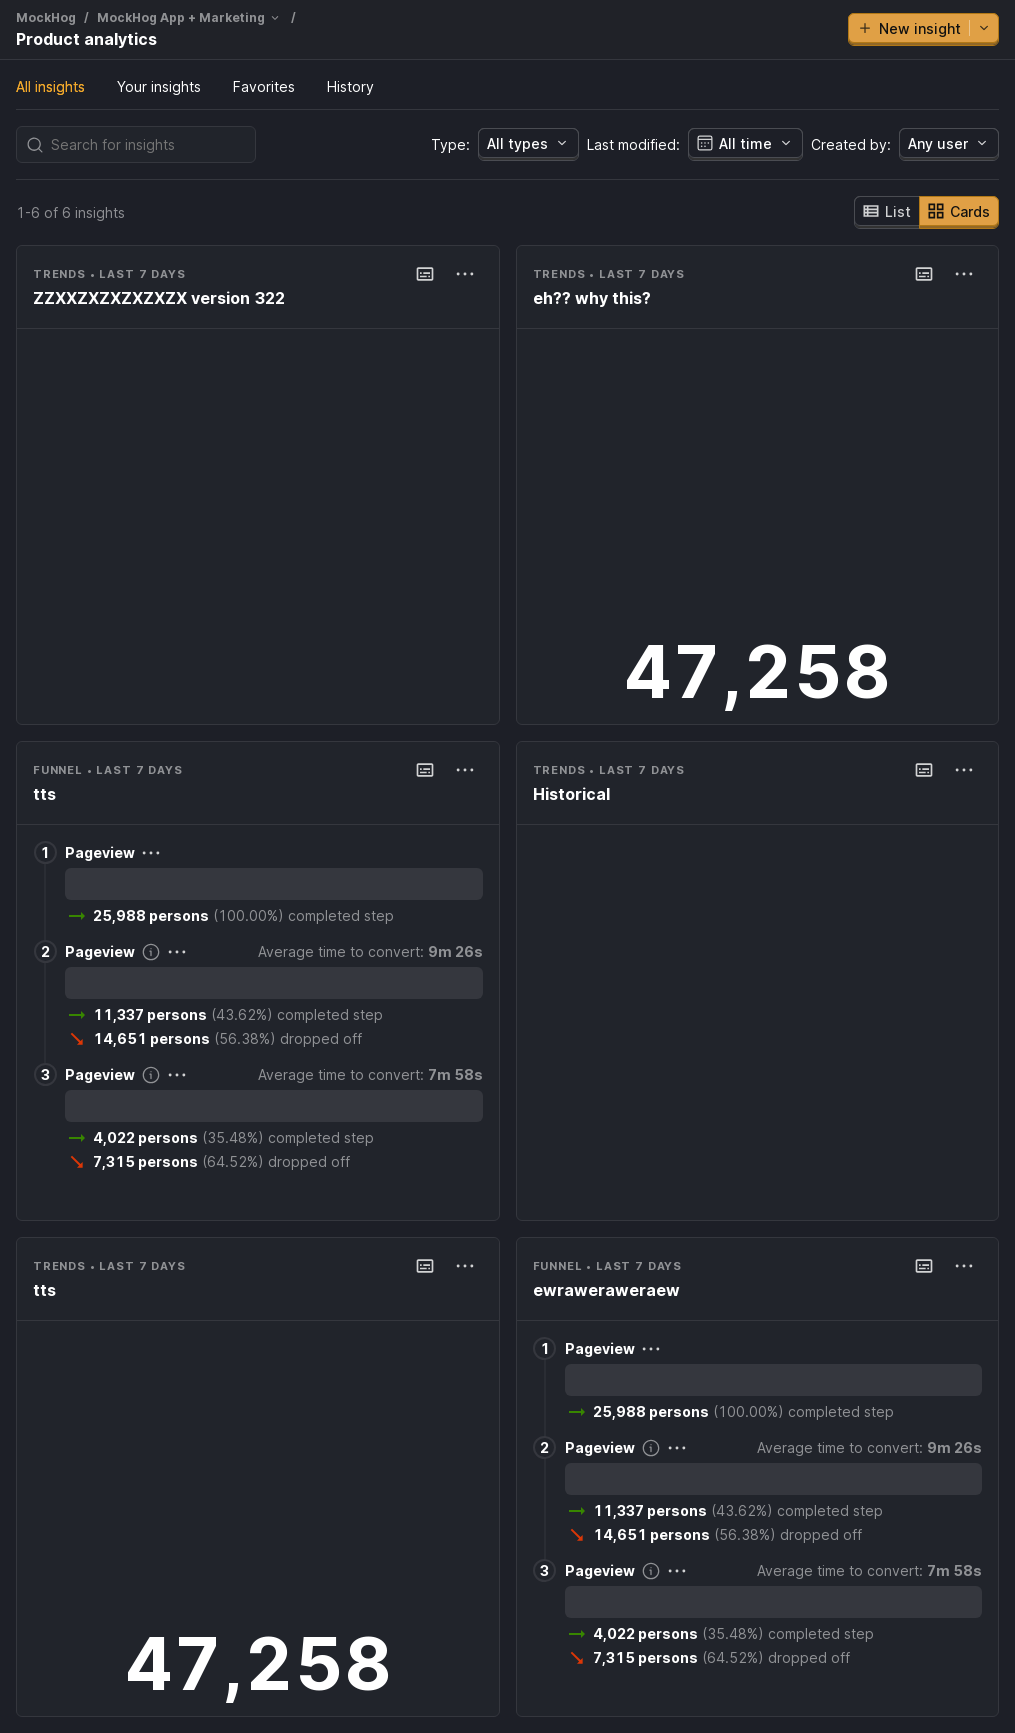 MockHog / MockHog App + Marketing /
Product analytics
New insight
All insights Your insights Favorites History
Search for insights
Type: All types Last modified: All time Created by: Any user
1-6 of 6 insights
List Cards
TRENDS • LAST 7 DAYS
ZZXXZXZXZXZXZX version 322
TRENDS • LAST 7 DAYS
eh?? why this?
47,258
FUNNEL • LAST 7 DAYS
tts
1 Pageview
25,988 persons (100.00%) completed step
2 Pageview Average time to convert: 9m 26s
11,337 persons (43.62%) completed step
14,651 persons (56.38%) dropped off
3 Pageview Average time to convert: 7m 58s
4,022 persons (35.48%) completed step
7,315 persons (64.52%) dropped off
TRENDS • LAST 7 DAYS
Historical
TRENDS • LAST 7 DAYS
tts
47,258
FUNNEL • LAST 7 DAYS
ewraweraweraew
1 Pageview
25,988 persons (100.00%) completed step
2 Pageview Average time to convert: 9m 26s
11,337 persons (43.62%) completed step
14,651 persons (56.38%) dropped off
3 Pageview Average time to convert: 7m 58s
4,022 persons (35.48%) completed step
7,315 persons (64.52%) dropped off